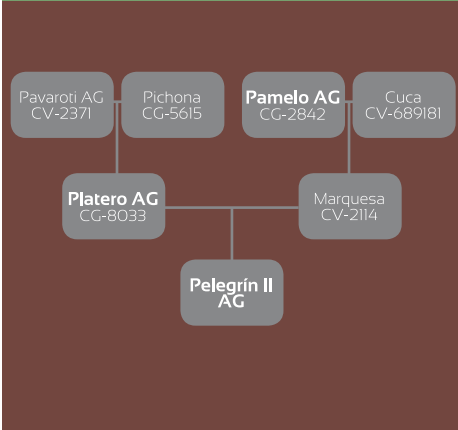 Pavaroti AG
CV-2371
Pichona
CG-5615
Pamelo AG
CG-2842
Cuca
CV-689181
Platero AG
CG-8033
Marquesa
CV-2114
Pelegrín II
AG